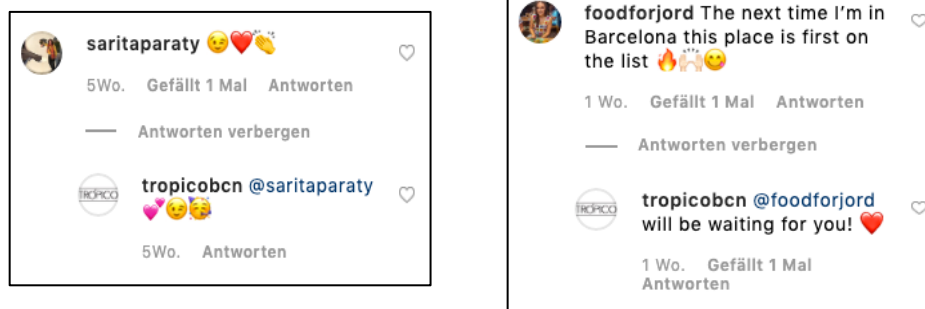 saritaparaty 😉❤️👏
5Wo. Gefällt 1 Mal Antworten
Antworten verbergen
TROPICO
tropicobcn @saritaparaty
💕😉🥳
5Wo. Antworten
foodforjord The next time I'm in
Barcelona this place is first on
the list 🔥🙌🏻😋
1 Wo. Gefällt 1 Mal Antworten
Antworten verbergen
TROPICO
tropicobcn @foodforjord
will be waiting for you! ❤️
1 Wo. Gefällt 1 Mal
Antworten